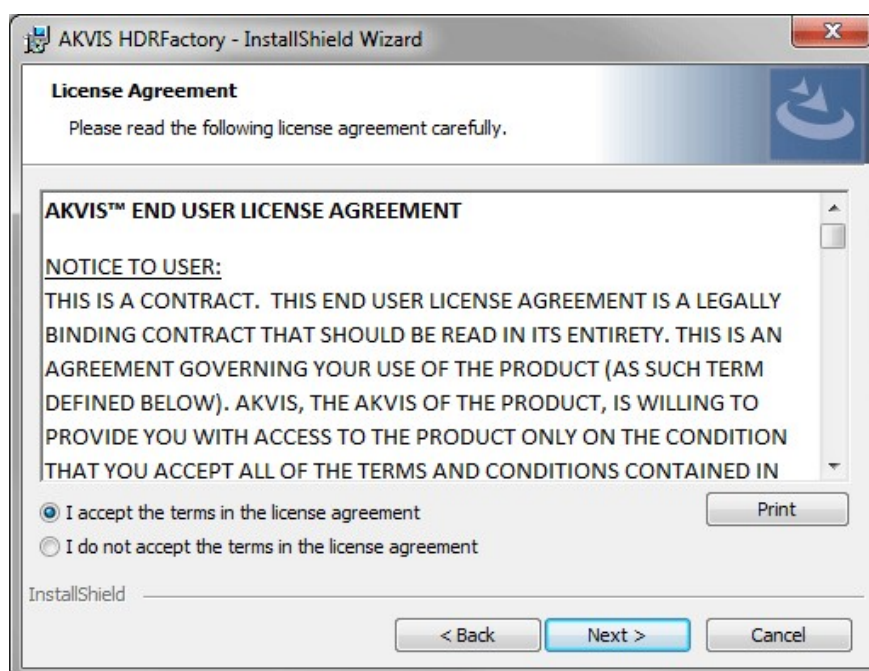 AKVIS HDRFactory - InstallShield Wizard
License Agreement
Please read the following license agreement carefully.
AKVIS™ END USER LICENSE AGREEMENT
NOTICE TO USER:
THIS IS A CONTRACT.  THIS END USER LICENSE AGREEMENT IS A LEGALLY
BINDING CONTRACT THAT SHOULD BE READ IN ITS ENTIRETY. THIS IS AN
AGREEMENT GOVERNING YOUR USE OF THE PRODUCT (AS SUCH TERM
DEFINED BELOW). AKVIS, THE AKVIS OF THE PRODUCT, IS WILLING TO
PROVIDE YOU WITH ACCESS TO THE PRODUCT ONLY ON THE CONDITION
THAT YOU ACCEPT ALL OF THE TERMS AND CONDITIONS CONTAINED IN
I accept the terms in the license agreement
Print
I do not accept the terms in the license agreement
InstallShield
< Back
Next >
Cancel